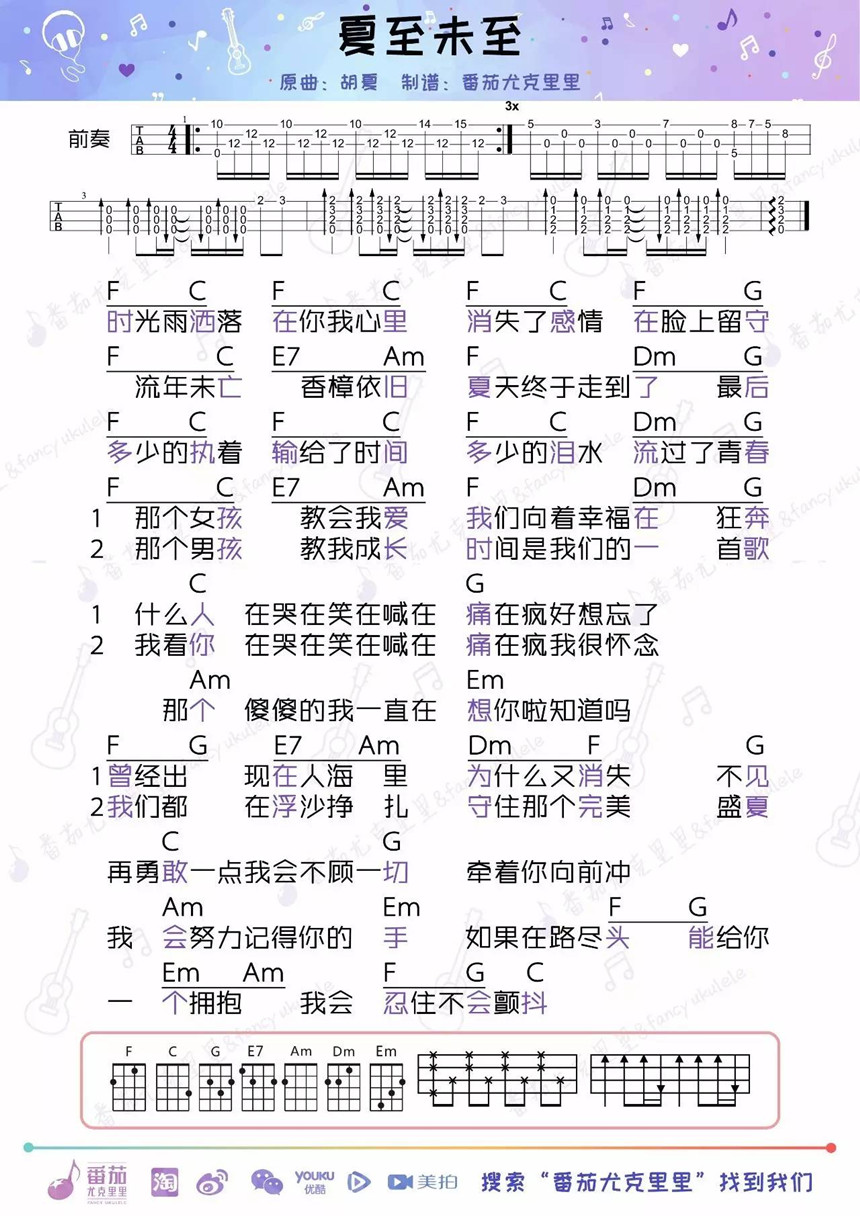 夏至未至
原曲：胡夏 制谱：番茄尤克里里
3x
前奏
F C F C F C F G
时光雨洒落 在你我心里 消失了感情 在脸上留守
F C E7 Am F Dm G
流年未亡 香樟依旧 夏天终于走到了 最后
F C F C F C Dm G
多少的执着 输给了时间 多少的泪水 流过了青春
F C E7 Am F Dm G
1 那个女孩 教会我爱 我们向着幸福在 狂奔
2 那个男孩 教我成长 时间是我们的一 首歌
C G
1 什么人 在哭在笑在喊在 痛在疯好想忘了
2 我看你 在哭在笑在喊在 痛在疯我很怀念
Am Em
那个 傻傻的我一直在 想你啦知道吗
F G E7 Am Dm F G
1曾经出 现在人海 里 为什么又消失 不见
2我们都 在浮沙挣 扎 守住那个完美 盛夏
C G
再勇敢一点我会不顾一切 牵着你向前冲
Am Em F G
我 会努力记得你的 手 如果在路尽头 能给你
Em Am F G C
一 个拥抱 我会 忍住不会颤抖
F C G E7 Am Dm Em
番茄
尤克里里
FANCY UKULELE
淘
YOUKU
优酷
美拍
搜索“番茄尤克里里”找到我们